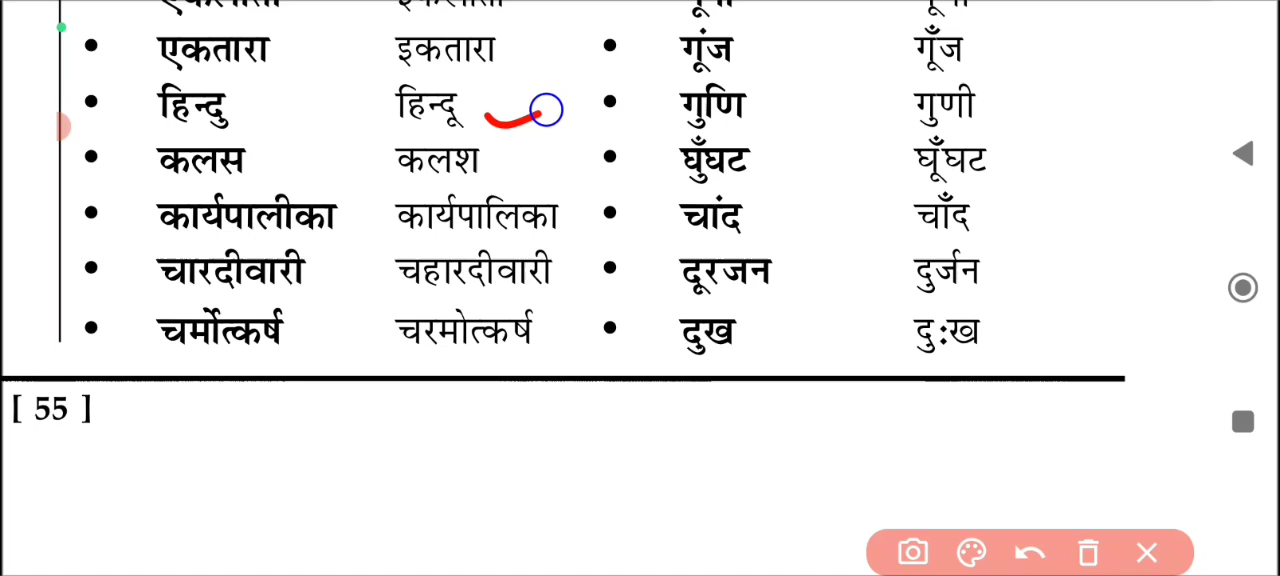 • एकतारा इकतारा • गूंज गूँज
• हिन्दु हिन्दू • गुणि गुणी
• कलस कलश • घुँघट घूँघट
• कार्यपालीका कार्यपालिका • चांद चाँद
• चारदीवारी चहारदीवारी • दूरजन दुर्जन
• चर्मोत्कर्ष चरमोत्कर्ष • दुख दुःख
[ 55 ]